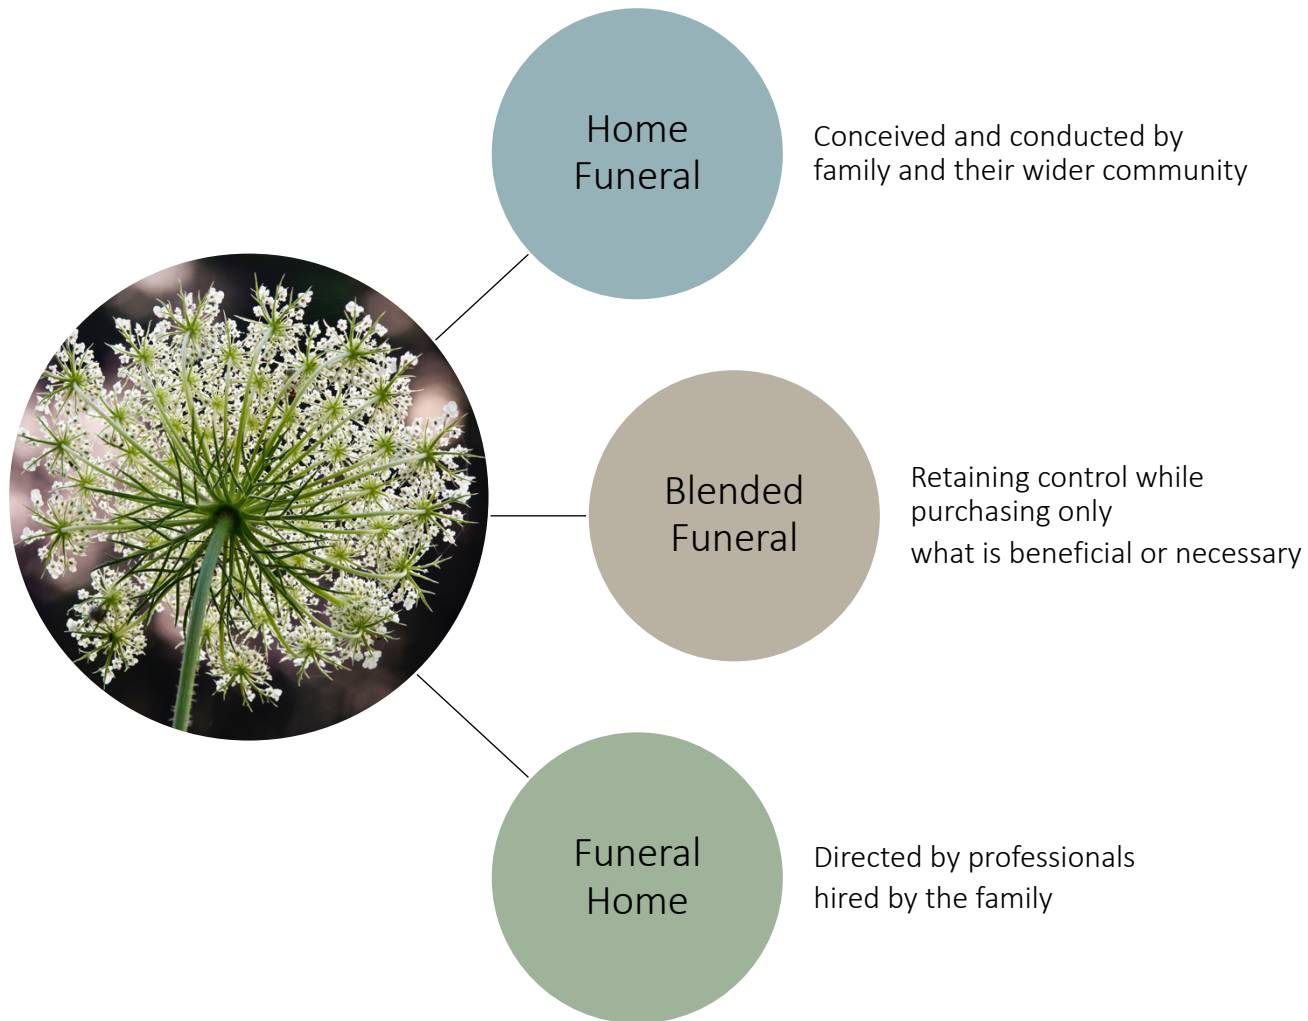 Home
Funeral
Conceived and conducted by
family and their wider community
Blended
Funeral
Retaining control while
purchasing only
what is beneficial or necessary
Funeral
Home
Directed by professionals
hired by the family